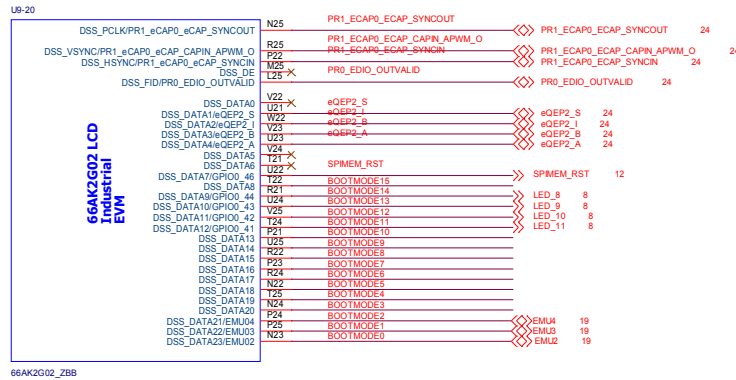 U9-20
66AK2G02 LCD
Industrial
EVM
DSS_PCLK/PR1_eCAP0_eCAP_SYNCOUT N25 PR1_ECAP0_ECAP_SYNCOUT PR1_ECAP0_ECAP_SYNCOUT 24
DSS_VSYNC/PR1_eCAP0_eCAP_CAPIN_APWM_O R25 PR1_ECAP0_ECAP_CAPIN_APWM_O PR1_ECAP0_ECAP_CAPIN_APWM_O 24
DSS_HSYNC/PR1_eCAP0_eCAP_SYNCIN P22 PR1_ECAP0_ECAP_SYNCIN PR1_ECAP0_ECAP_SYNCIN 24
DSS_DE M25
DSS_FID/PR0_EDIO_OUTVALID L25 PR0_EDIO_OUTVALID PR0_EDIO_OUTVALID 24
DSS_DATA0 V22
DSS_DATA1/eQEP2_S U21 eQEP2_S eQEP2_S 24
DSS_DATA2/eQEP2_I W22 eQEP2_I eQEP2_I 24
DSS_DATA3/eQEP2_B V23 eQEP2_B eQEP2_B 24
DSS_DATA4/eQEP2_A U23 eQEP2_A eQEP2_A 24
DSS_DATA5 V24
DSS_DATA6 T21
DSS_DATA7/GPIO0_46 U22 SPIMEM_RST SPIMEM_RST 12
DSS_DATA8 T22 BOOTMODE15
DSS_DATA9/GPIO0_44 R21 BOOTMODE14 LED_8 8
DSS_DATA10/GPIO0_43 U24 BOOTMODE13 LED_9 8
DSS_DATA11/GPIO0_42 V25 BOOTMODE12 LED_10 8
DSS_DATA12/GPIO0_41 T24 BOOTMODE11 LED_11 8
DSS_DATA13 P21 BOOTMODE10
DSS_DATA14 U25 BOOTMODE9
DSS_DATA15 R22 BOOTMODE8
DSS_DATA16 P23 BOOTMODE7
DSS_DATA17 R24 BOOTMODE6
DSS_DATA18 N22 BOOTMODE5
DSS_DATA19 T25 BOOTMODE4
DSS_DATA20 N24 BOOTMODE3
DSS_DATA21/EMU04 P24 BOOTMODE2 EMU4 19
DSS_DATA22/EMU03 P25 BOOTMODE1 EMU3 19
DSS_DATA23/EMU02 N23 BOOTMODE0 EMU2 19
66AK2G02_ZBB